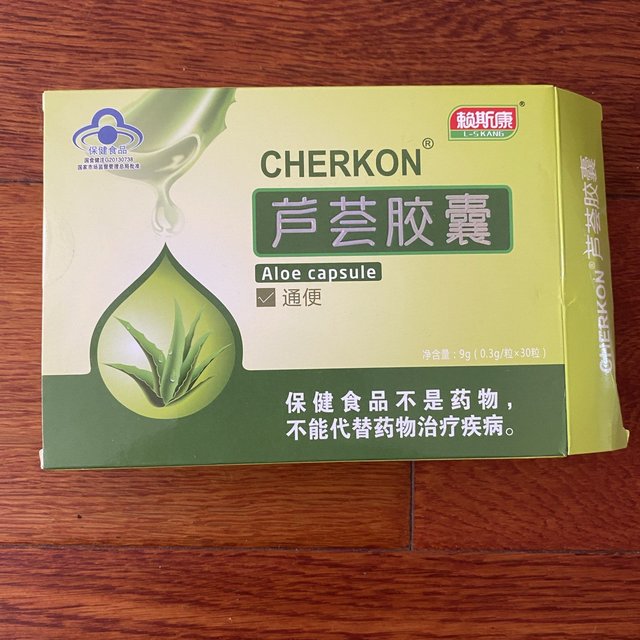 保健食品
国食健注G20130738
国家市场监督管理总局批准
赖斯康®
L-SKANG
CHERKON®
芦荟胶囊
Aloe capsule
通便
净含量:9g(0.3g/粒×30粒)
保健食品不是药物,
不能代替药物治疗疾病。
CHERKON®芦荟胶囊